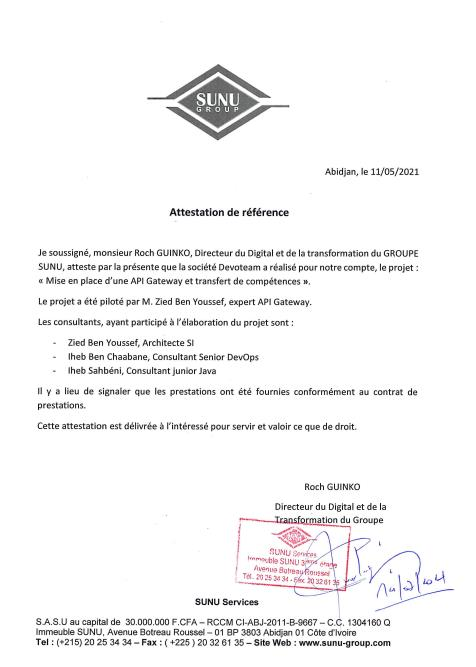 SUNU
GROUP
Abidjan, le 11/05/2021
Attestation de référence
Je soussigné, monsieur Roch GUINKO, Directeur du Digital et de la transformation du GROUPE
SUNU, atteste par la présente que la société Devoteam a réalisé pour notre compte, le projet :
« Mise en place d’une API Gateway et transfert de compétences ».
Le projet a été piloté par M. Zied Ben Youssef, expert API Gateway.
Les consultants, ayant participé à l’élaboration du projet sont :
- Zied Ben Youssef, Architecte SI
- Iheb Ben Chaabane, Consultant Senior DevOps
- Iheb Sahbéni, Consultant junior Java
Il y a lieu de signaler que les prestations ont été fournies conformément au contrat de
prestations.
Cette attestation est délivrée à l’intéressé pour servir et valoir ce que de droit.
Roch GUINKO
Directeur du Digital et de la
Transformation du Groupe
SUNU Services
Immeuble SUNU 3ème étage
Avenue Botreau Roussel
Tél.. 20 25 34 34 - Fax: 20 32 61 35
SUNU Services
S.A.S.U au capital de 30.000.000 F.CFA – RCCM CI-ABJ-2011-B-9667 – C.C. 1304160 Q
Immeuble SUNU, Avenue Botreau Roussel – 01 BP 3803 Abidjan 01 Côte d’Ivoire
Tel : (+215) 20 25 34 34 – Fax : ( +225 ) 20 32 61 35 – Site Web : www.sunu-group.com